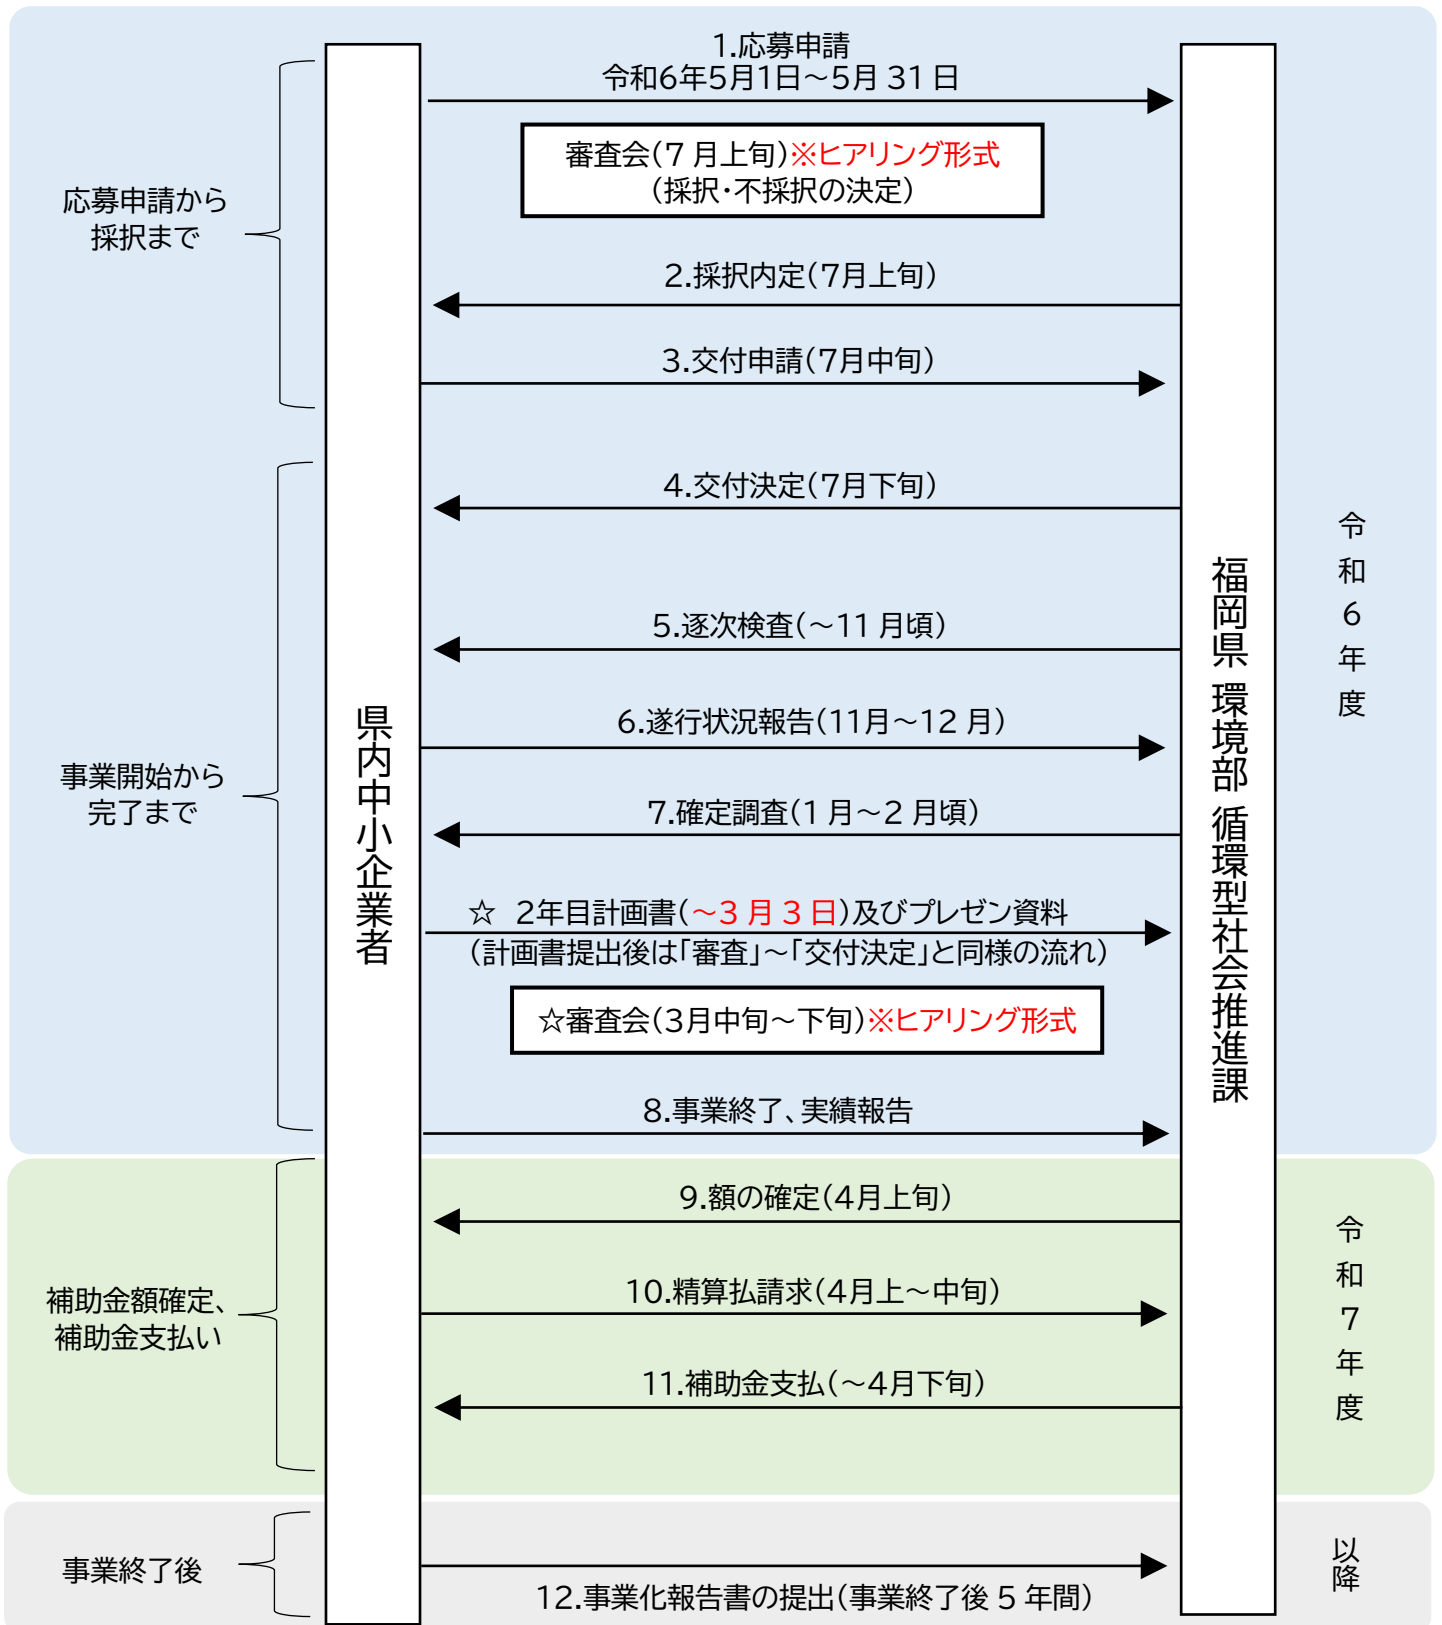 1.応募申請
令和6年5月1日～5月 31 日
審査会(7 月上旬)※ヒアリング形式
(採択・不採択の決定)
応募申請から
採択まで
2.採択内定(7月上旬)
3.交付申請(7月中旬)
4.交付決定(7月下旬)
5.逐次検査(～11 月頃)
6.遂行状況報告(11月～12 月)
7.確定調査(1 月～2 月頃)
事業開始から
完了まで
県内中小企業者
福岡県 環境部 循環型社会推進課
令和6年度
☆ 2年目計画書(～3 月 3 日)及びプレゼン資料
(計画書提出後は「審査」～「交付決定」と同様の流れ)
☆審査会(3月中旬～下旬)※ヒアリング形式
8.事業終了、実績報告
9.額の確定(4月上旬)
10.精算払請求(4月上～中旬)
11.補助金支払(～4月下旬)
補助金額確定、
補助金支払い
令和7年度
事業終了後
12.事業化報告書の提出(事業終了後 5 年間)
以降